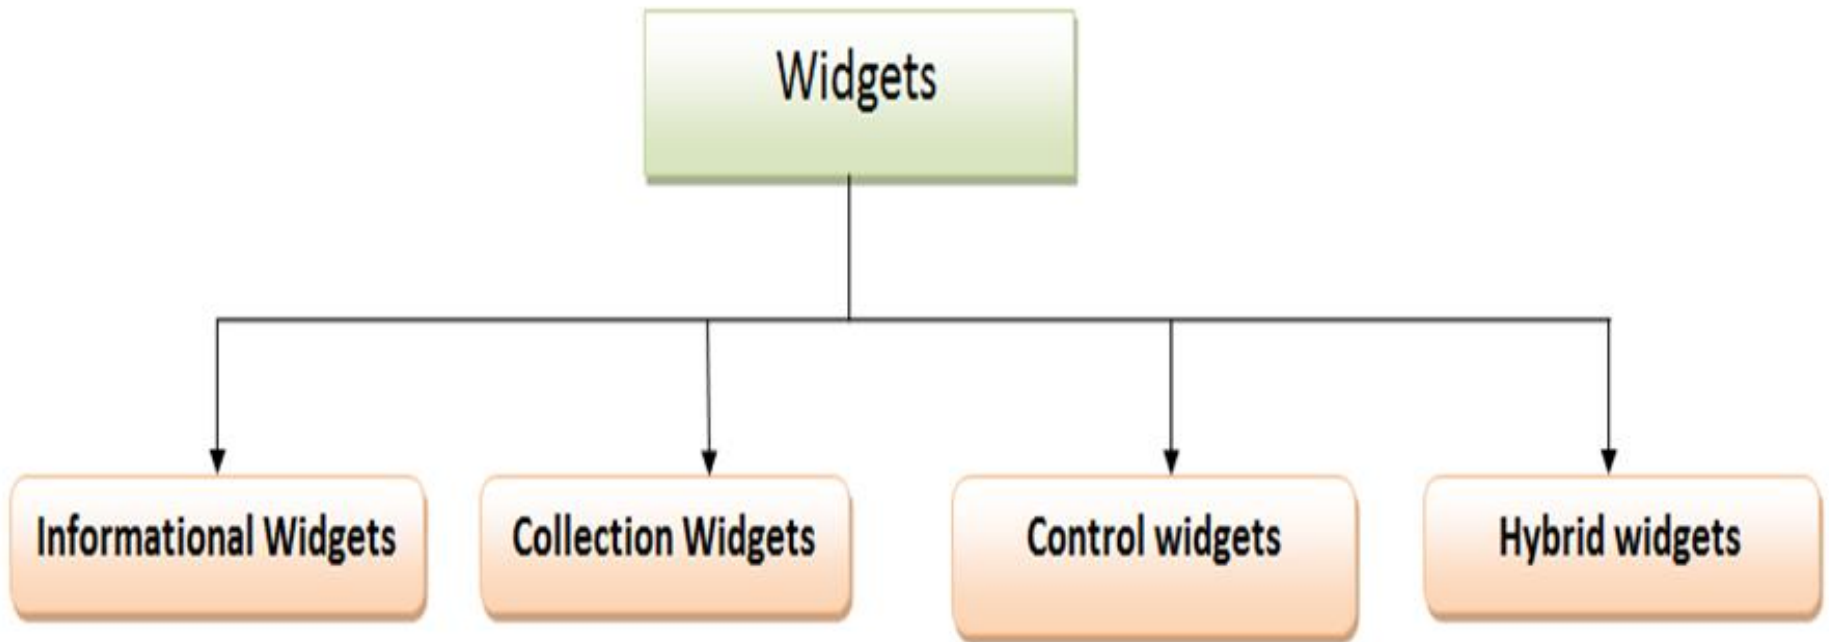 Widgets
Informational Widgets
Collection Widgets
Control widgets
Hybrid widgets